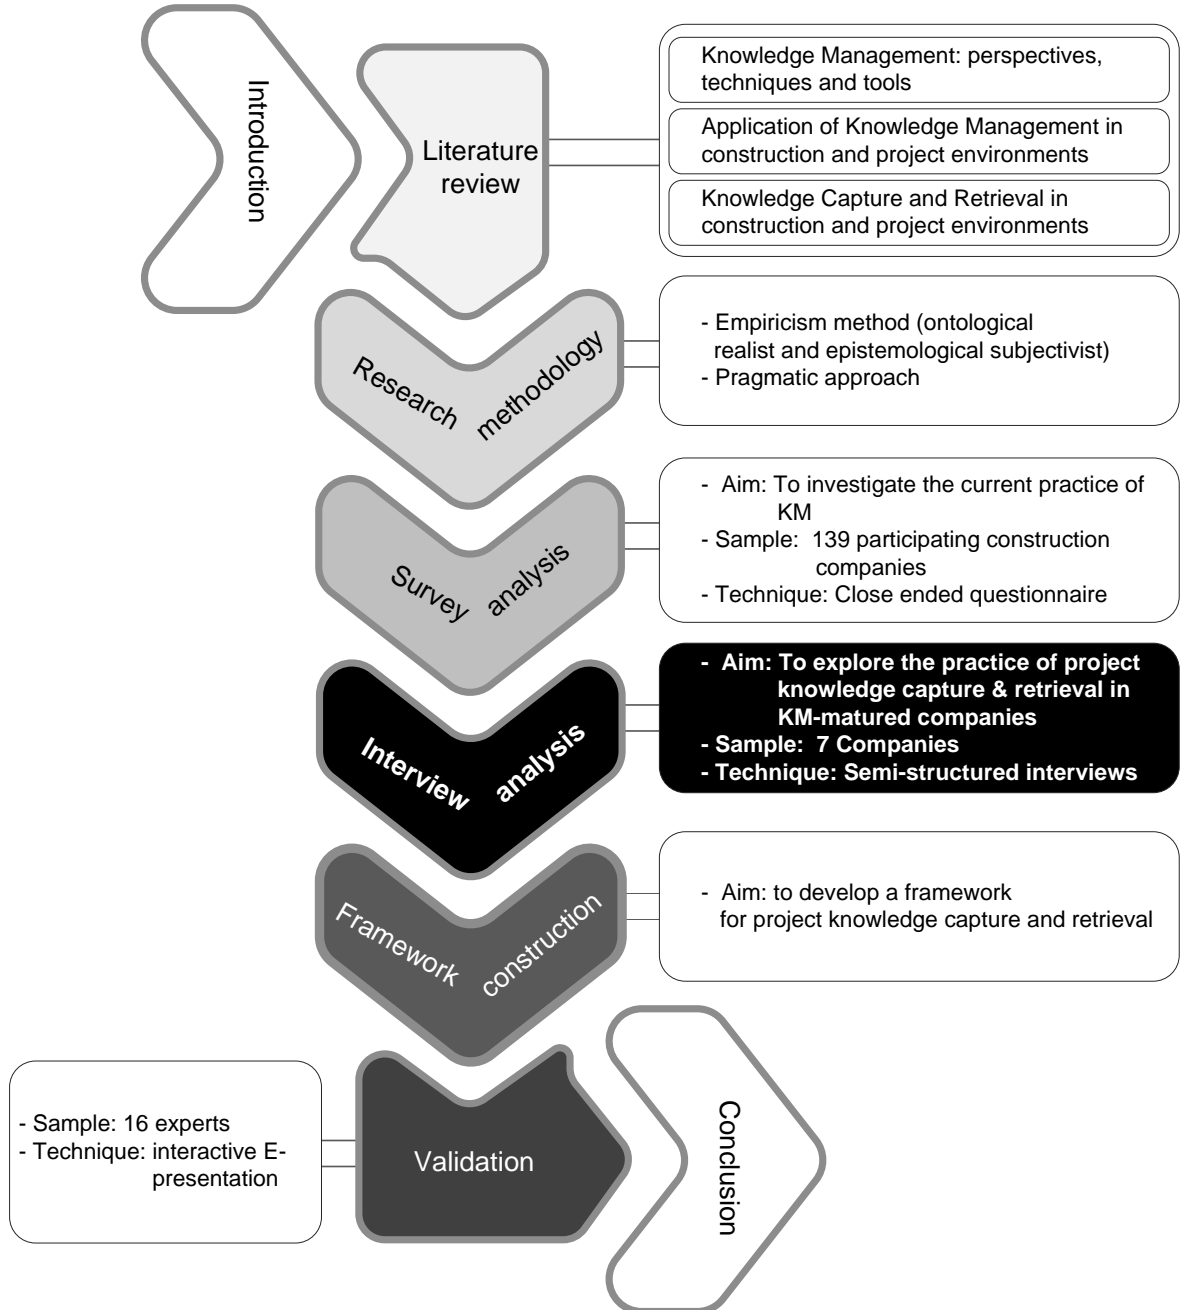 Introduction
Literature
review
Knowledge Management: perspectives,
techniques and tools
Application of Knowledge Management in
construction and project environments
Knowledge Capture and Retrieval in
construction and project environments
Research methodology
- Empiricism method (ontological
realist and epistemological subjectivist)
- Pragmatic approach
Survey analysis
- Aim: To investigate the current practice of
KM
- Sample: 139 participating construction
companies
- Technique: Close ended questionnaire
Interview analysis
- Aim: To explore the practice of project
knowledge capture & retrieval in
KM-matured companies
- Sample: 7 Companies
- Technique: Semi-structured interviews
Framework construction
- Aim: to develop a framework
for project knowledge capture and retrieval
- Sample: 16 experts
- Technique: interactive E-
presentation
Validation
Conclusion